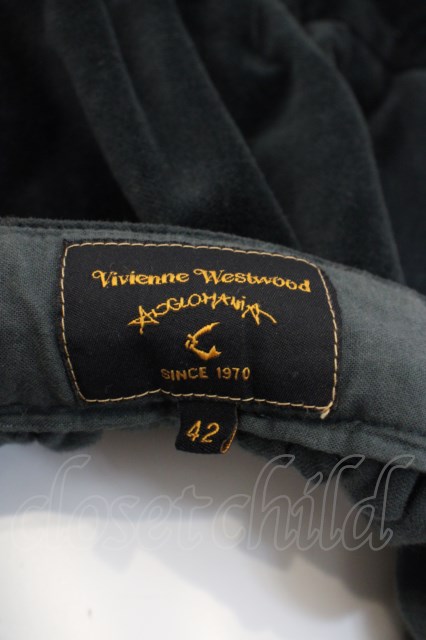 Vivienne Westwood
ANGLOMANIA
SINCE 1970
42
closetchild